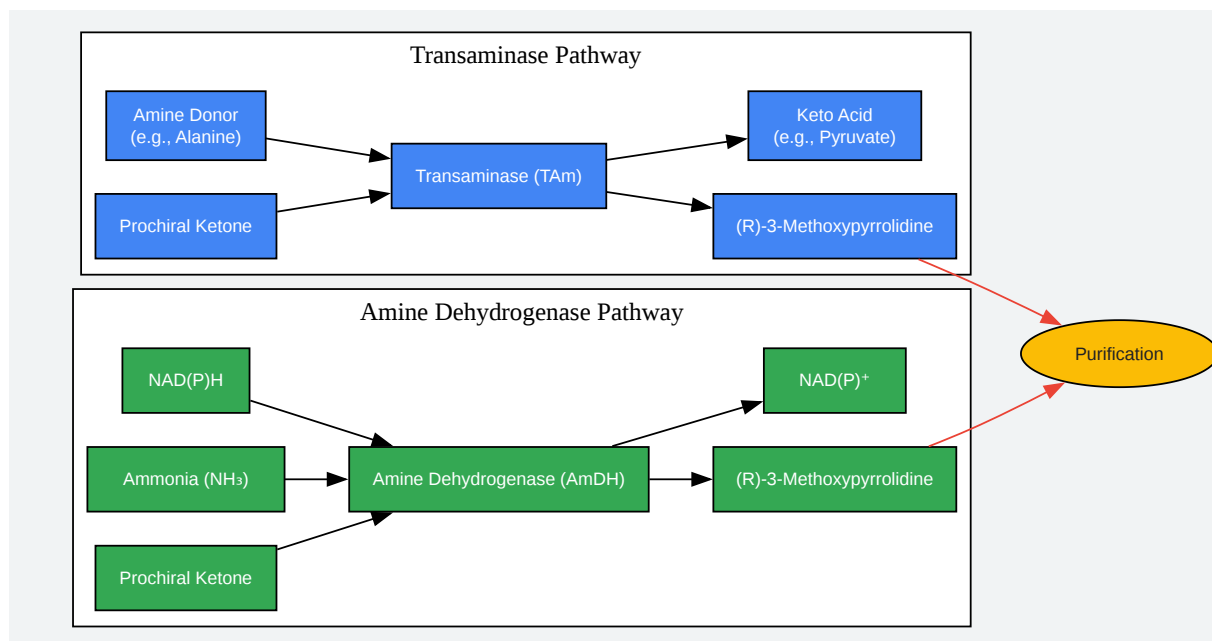 Transaminase Pathway
Amine Donor
(e.g., Alanine)
Keto Acid
(e.g., Pyruvate)
Transaminase (TAm)
Prochiral Ketone
(R)-3-Methoxypyrrolidine
Amine Dehydrogenase Pathway
Purification
NAD(P)H
NAD(P)⁺
Ammonia (NH₃)
Amine Dehydrogenase (AmDH)
(R)-3-Methoxypyrrolidine
Prochiral Ketone